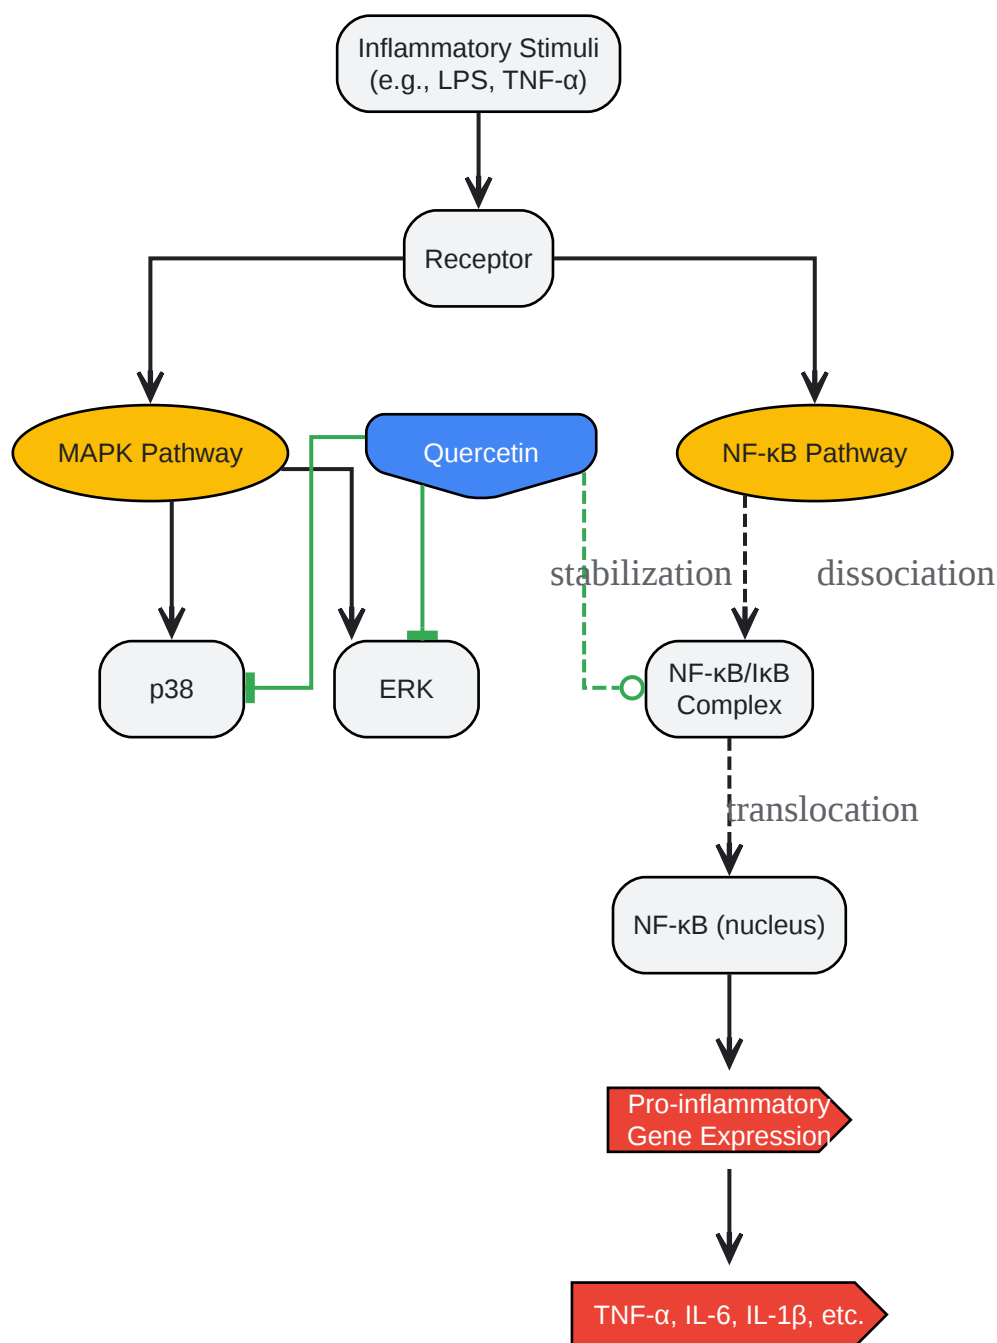 Inflammatory Stimuli
(e.g., LPS, TNF-α)
Receptor
MAPK Pathway
Quercetin
NF-κB Pathway
stabilization
dissociation
p38
ERK
NF-κB/IκB
Complex
translocation
NF-κB (nucleus)
Pro-inflammatory
Gene Expression
TNF-α, IL-6, IL-1β, etc.